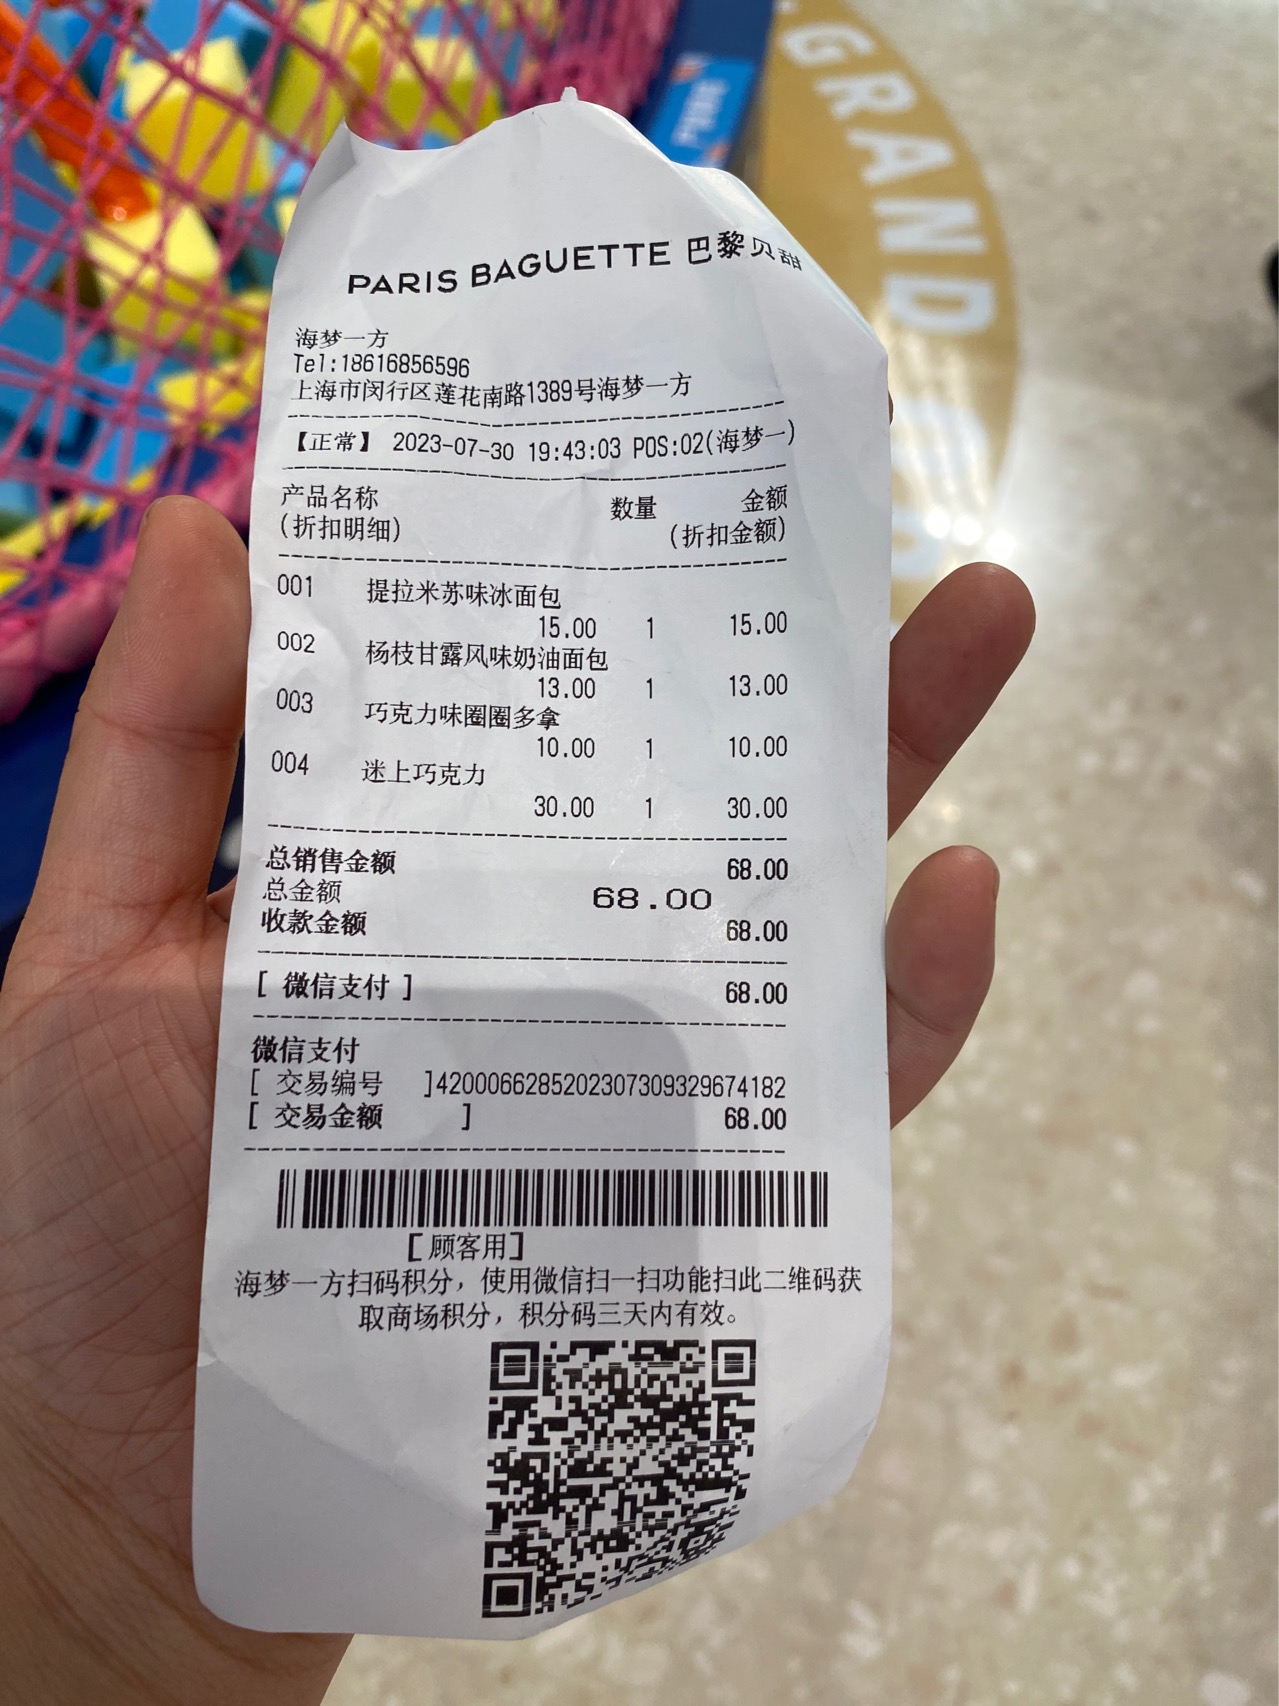 GRAND
PARIS BAGUETTE 巴黎贝甜
海梦一方
Tel:18616856596
上海市闵行区莲花南路1389号海梦一方
【正常】 2023-07-30 19:43:03 POS:02(海梦一)
产品名称 数量 金额
(折扣明细) (折扣金额)
001 提拉米苏味冰面包
15.00 1 15.00
002 杨枝甘露风味奶油面包
13.00 1 13.00
003 巧克力味圈圈多拿
10.00 1 10.00
004 迷上巧克力
30.00 1 30.00
总销售金额 68.00
总金额 68.00
收款金额 68.00
[ 微信支付 ] 68.00
微信支付
[ 交易编号 ]4200066285202307309329674182
[ 交易金额 ] 68.00
[顾客用]
海梦一方扫码积分，使用微信扫一扫功能扫此二维码获
取商场积分，积分码三天内有效。